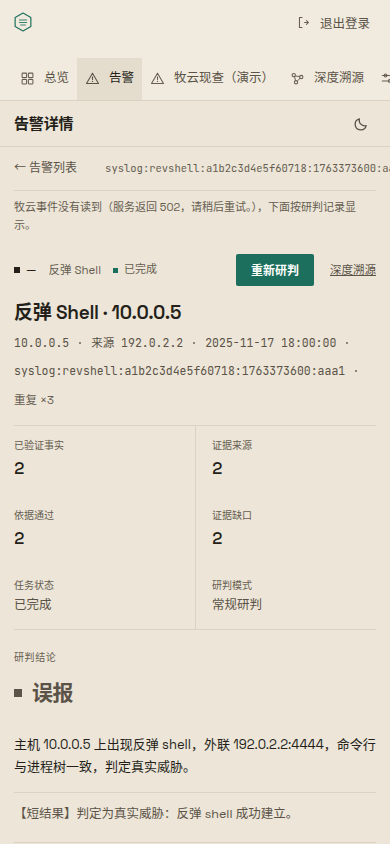 退出登录
总览 告警 牧云现查（演示） 深度溯源
告警详情
← 告警列表 syslog:revshell:a1b2c3d4e5f60718:1763373600:aa
牧云事件没有读到（服务返回 502，请稍后重试。），下面按研判记录显
示。
— 反弹 Shell 已完成 重新研判 深度溯源
反弹 Shell · 10.0.0.5
10.0.0.5 · 来源 192.0.2.2 · 2025-11-17 18:00:00 ·
syslog:revshell:a1b2c3d4e5f60718:1763373600:aaa1 ·
重复 ×3
已验证事实 证据来源
2 2
依据通过 证据缺口
2 2
任务状态 研判模式
已完成 常规研判
研判结论
误报
主机 10.0.0.5 上出现反弹 shell，外联 192.0.2.2:4444，命令行
与进程树一致，判定真实威胁。
【短结果】判定为真实威胁：反弹 shell 成功建立。